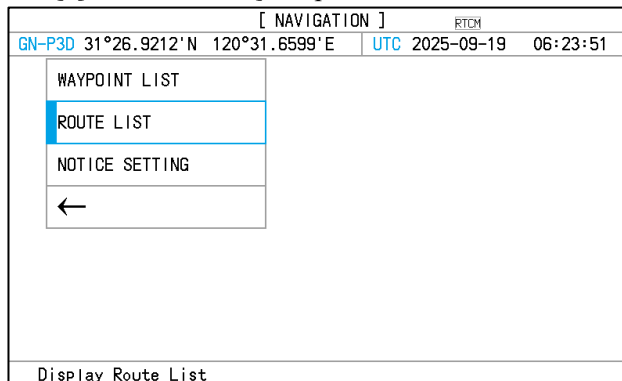 [ NAVIGATION ] RTCM
GN-P3D 31°26.9212'N 120°31.6599'E UTC 2025-09-19 06:23:51
WAYPOINT LIST
ROUTE LIST
NOTICE SETTING
←
Display Route List